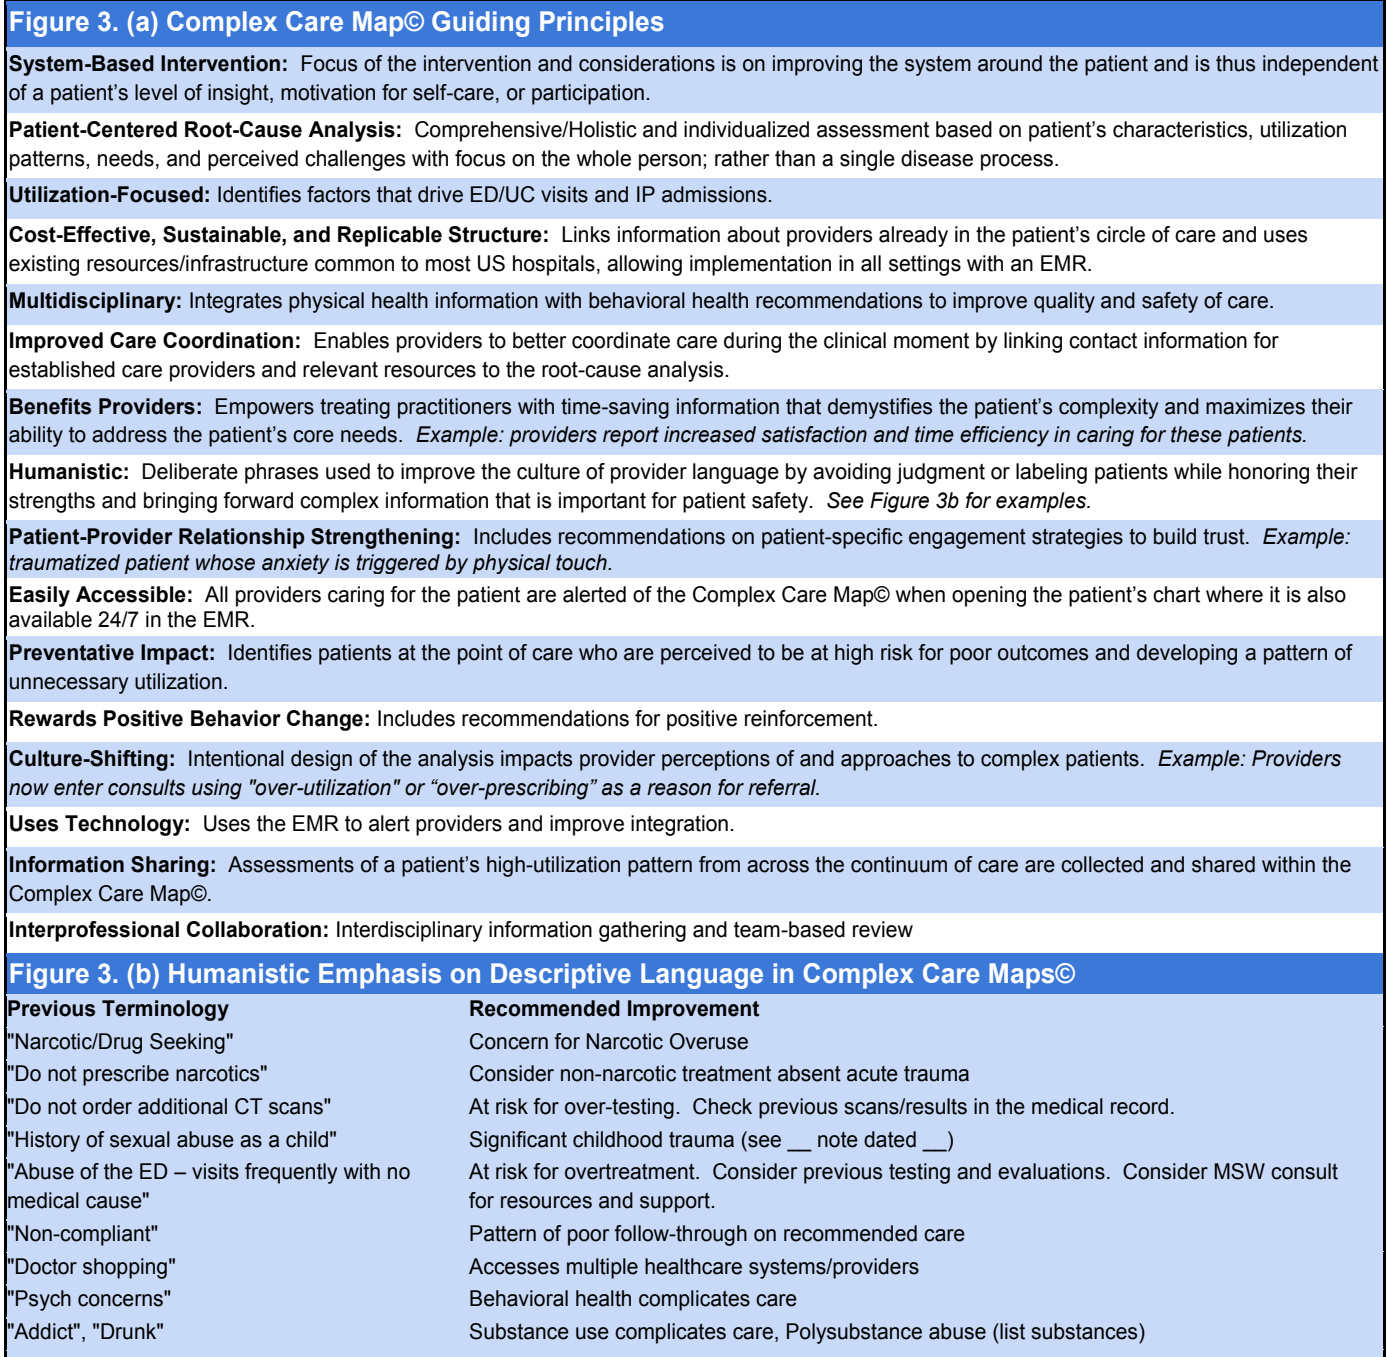 Figure 3. (a) Complex Care Map© Guiding Principles
System-Based Intervention: Focus of the intervention and considerations is on improving the system around the patient and is thus independent
of a patient’s level of insight, motivation for self-care, or participation.
Patient-Centered Root-Cause Analysis: Comprehensive/Holistic and individualized assessment based on patient’s characteristics, utilization
patterns, needs, and perceived challenges with focus on the whole person; rather than a single disease process.
Utilization-Focused: Identifies factors that drive ED/UC visits and IP admissions.
Cost-Effective, Sustainable, and Replicable Structure: Links information about providers already in the patient’s circle of care and uses
existing resources/infrastructure common to most US hospitals, allowing implementation in all settings with an EMR.
Multidisciplinary: Integrates physical health information with behavioral health recommendations to improve quality and safety of care.
Improved Care Coordination: Enables providers to better coordinate care during the clinical moment by linking contact information for
established care providers and relevant resources to the root-cause analysis.
Benefits Providers: Empowers treating practitioners with time-saving information that demystifies the patient’s complexity and maximizes their
ability to address the patient’s core needs. Example: providers report increased satisfaction and time efficiency in caring for these patients.
Humanistic: Deliberate phrases used to improve the culture of provider language by avoiding judgment or labeling patients while honoring their
strengths and bringing forward complex information that is important for patient safety. See Figure 3b for examples.
Patient-Provider Relationship Strengthening: Includes recommendations on patient-specific engagement strategies to build trust. Example:
traumatized patient whose anxiety is triggered by physical touch.
Easily Accessible: All providers caring for the patient are alerted of the Complex Care Map© when opening the patient’s chart where it is also
available 24/7 in the EMR.
Preventative Impact: Identifies patients at the point of care who are perceived to be at high risk for poor outcomes and developing a pattern of
unnecessary utilization.
Rewards Positive Behavior Change: Includes recommendations for positive reinforcement.
Culture-Shifting: Intentional design of the analysis impacts provider perceptions of and approaches to complex patients. Example: Providers
now enter consults using "over-utilization" or “over-prescribing” as a reason for referral.
Uses Technology: Uses the EMR to alert providers and improve integration.
Information Sharing: Assessments of a patient’s high-utilization pattern from across the continuum of care are collected and shared within the
Complex Care Map©.
Interprofessional Collaboration: Interdisciplinary information gathering and team-based review
Figure 3. (b) Humanistic Emphasis on Descriptive Language in Complex Care Maps©
Previous Terminology Recommended Improvement
"Narcotic/Drug Seeking" Concern for Narcotic Overuse
"Do not prescribe narcotics" Consider non-narcotic treatment absent acute trauma
"Do not order additional CT scans" At risk for over-testing. Check previous scans/results in the medical record.
"History of sexual abuse as a child" Significant childhood trauma (see __ note dated __)
"Abuse of the ED – visits frequently with no At risk for overtreatment. Consider previous testing and evaluations. Consider MSW consult
medical cause" for resources and support.
"Non-compliant" Pattern of poor follow-through on recommended care
"Doctor shopping" Accesses multiple healthcare systems/providers
"Psych concerns" Behavioral health complicates care
"Addict", "Drunk" Substance use complicates care, Polysubstance abuse (list substances)